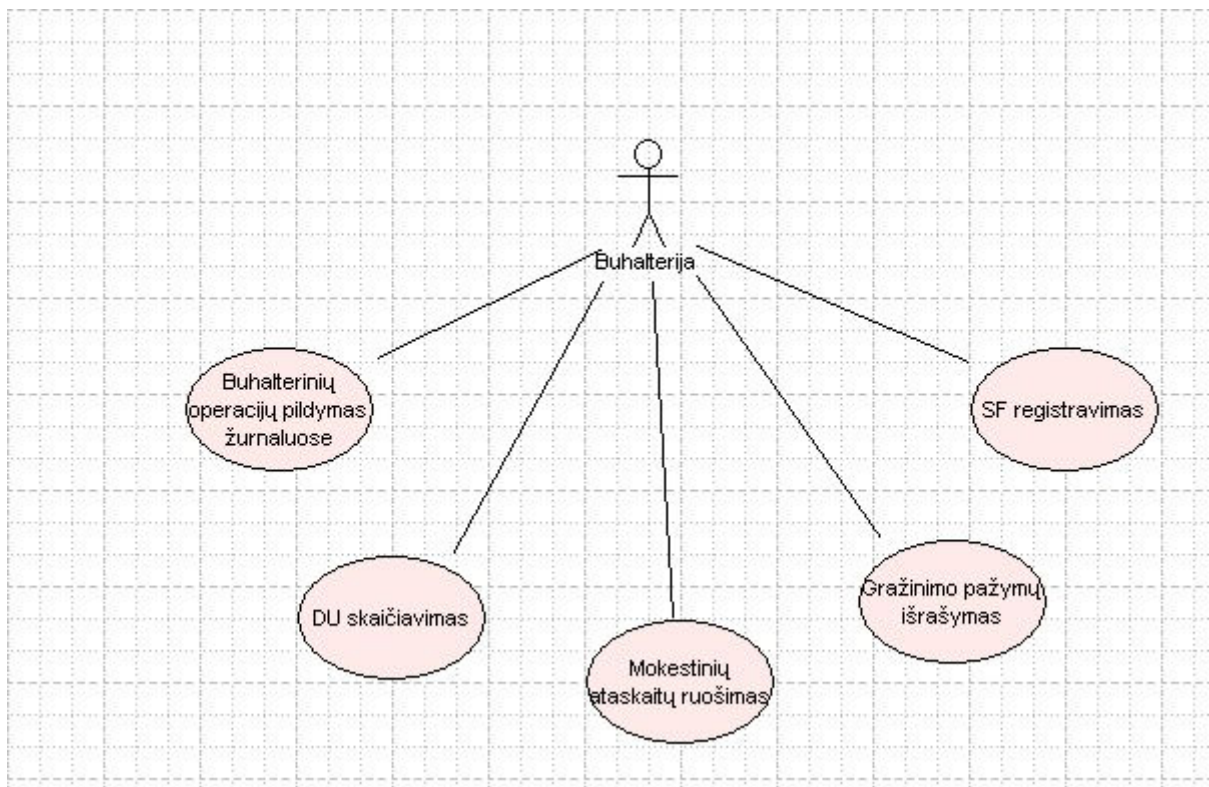 Buhalterija
Buhalterinių
operacijų pildymas
žurnaluose
SF registravimas
DU skaičiavimas
Gražinimo pažymų
išrašymas
Mokestinių
ataskaitų ruošimas